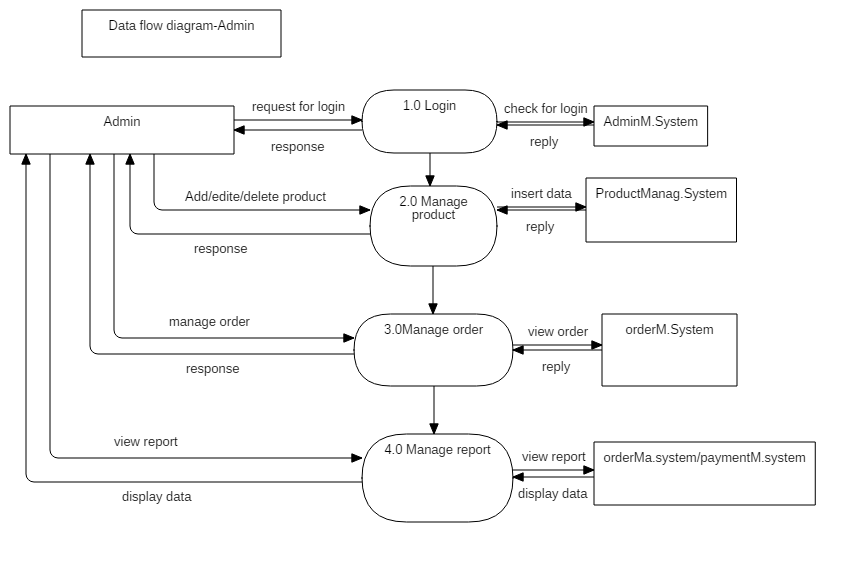 Data flow diagram-Admin
request for login
1.0 Login
check for login
Admin
AdminM.System
response
reply
Add/edite/delete product
2.0 Manage
product
insert data
ProductManag.System
response
reply
manage order
3.0Manage order
view order
orderM.System
response
reply
view report
4.0 Manage report
view report
orderMa.system/paymentM.system
display data
display data